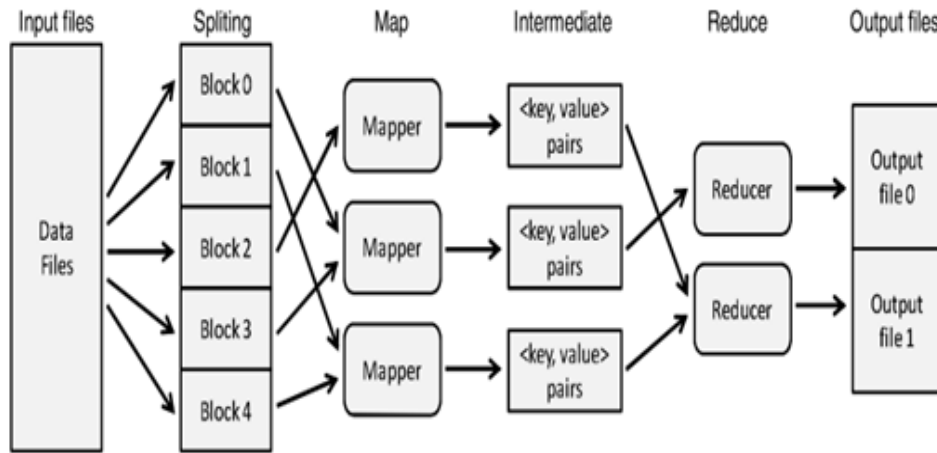 Input files
Spliting
Map
Intermediate
Reduce
Output files
Data
Files
Block 0
Block 1
Block 2
Block 3
Block 4
Mapper
Mapper
Mapper
<key, value>
pairs
<key, value>
pairs
<key, value>
pairs
Reducer
Reducer
Output
file 0
Output
file 1